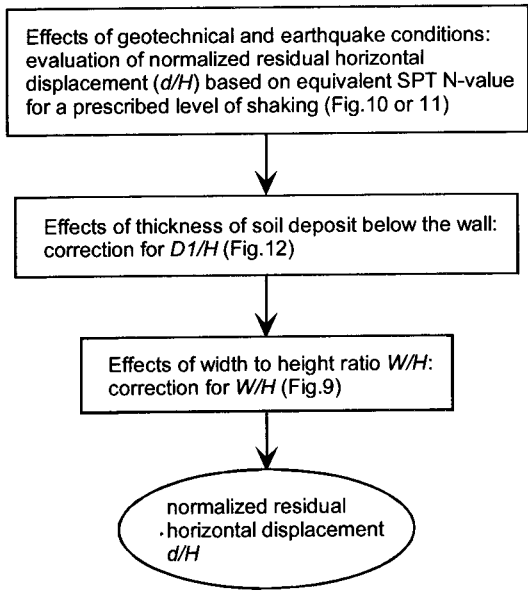 Effects of geotechnical and earthquake conditions:
evaluation of normalized residual horizontal
displacement (d/H) based on equivalent SPT N-value
for a prescribed level of shaking (Fig.10 or 11)
Effects of thickness of soil deposit below the wall:
correction for D1/H (Fig.12)
Effects of width to height ratio W/H:
correction for W/H (Fig.9)
normalized residual
horizontal displacement
d/H